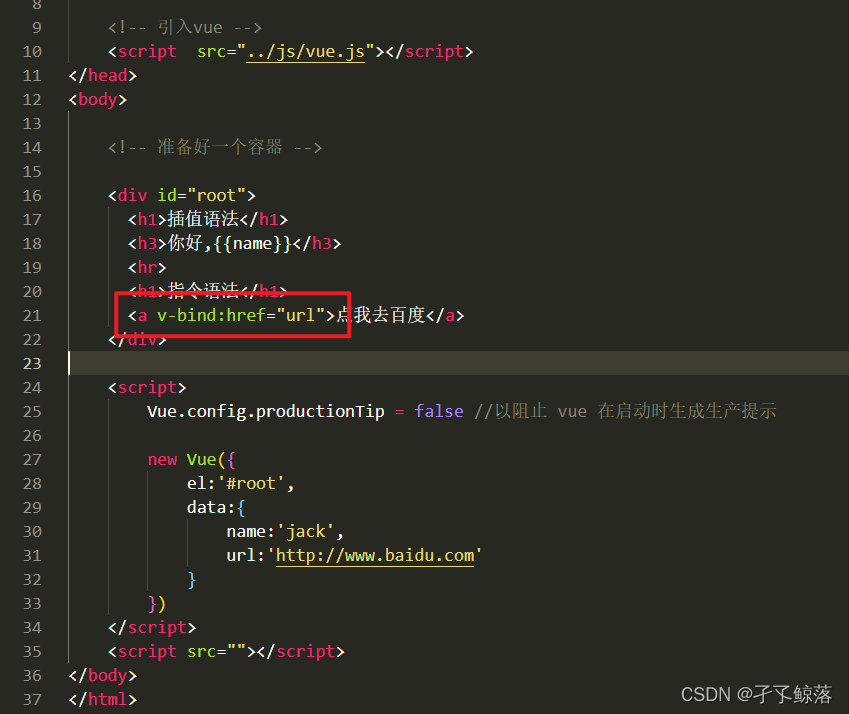 8
9 <!-- 引入vue -->
10 <script  src="../js/vue.js"></script>
11 </head>
12 <body>
13
14 <!-- 准备好一个容器 -->
15
16 <div id="root">
17 <h1>插值语法</h1>
18 <h3>你好,{{name}}</h3>
19 <hr>
20 <h1>指令语法</h1>
21 <a v-bind:href="url">点我去百度</a>
22 </div>
23
24 <script>
25 Vue.config.productionTip = false //以阻止 vue 在启动时生成生产提示
26
27 new Vue({
28 el:'#root',
29 data:{
30 name:'jack',
31 url:'http://www.baidu.com'
32 }
33 })
34 </script>
35 <script src=""></script>
36 </body>
37 </html>
CSDN @孑孓鲸落